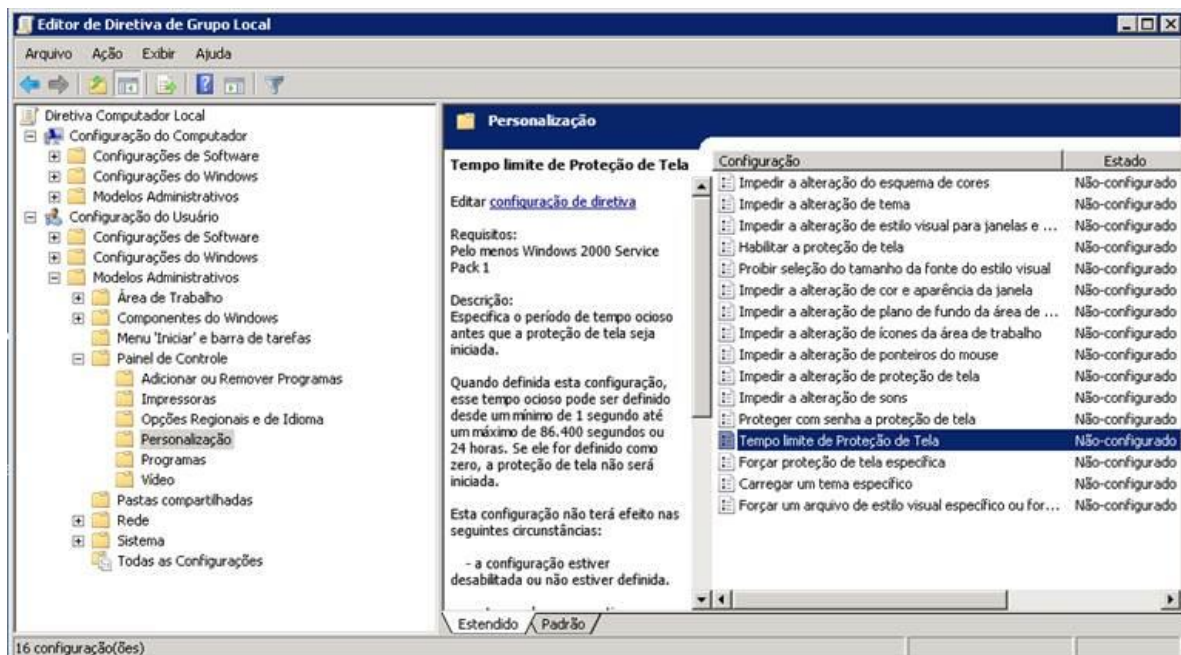 Editor de Diretiva de Grupo Local
Arquivo Ação Exibir Ajuda
Diretiva Computador Local
Configuração do Computador
Configurações de Software
Configurações do Windows
Modelos Administrativos
Configuração do Usuário
Configurações de Software
Configurações do Windows
Modelos Administrativos
Área de Trabalho
Componentes do Windows
Menu 'Iniciar' e barra de tarefas
Painel de Controle
Adicionar ou Remover Programas
Impressoras
Opções Regionais e de Idioma
Personalização
Programas
Vídeo
Pastas compartilhadas
Rede
Sistema
Todas as Configurações
Personalização
Tempo limite de Proteção de Tela
Editar configuração de diretiva
Requisitos:
Pelo menos Windows 2000 Service
Pack 1
Descrição:
Especifica o período de tempo ocioso
antes que a proteção de tela seja
iniciada.
Quando definida esta configuração,
esse tempo ocioso pode ser definido
desde um mínimo de 1 segundo até
um máximo de 86.400 segundos ou
24 horas. Se ele for definido como
zero, a proteção de tela não será
iniciada.
Esta configuração não terá efeito nas
seguintes circunstâncias:
- a configuração estiver
desabilitada ou não estiver definida.
Configuração Estado
Impedir a alteração do esquema de cores Não-configurado
Impedir a alteração de tema Não-configurado
Impedir a alteração de estilo visual para janelas e ... Não-configurado
Habilitar a proteção de tela Não-configurado
Proibir seleção do tamanho da fonte do estilo visual Não-configurado
Impedir a alteração de cor e aparência da janela Não-configurado
Impedir a alteração de plano de fundo da área de ... Não-configurado
Impedir a alteração de ícones da área de trabalho Não-configurado
Impedir a alteração de ponteiros do mouse Não-configurado
Impedir a alteração de proteção de tela Não-configurado
Impedir a alteração de sons Não-configurado
Proteger com senha a proteção de tela Não-configurado
Tempo limite de Proteção de Tela Não-configurado
Forçar proteção de tela específica Não-configurado
Carregar um tema específico Não-configurado
Forçar um arquivo de estilo visual específico ou for... Não-configurado
Estendido Padrão
16 configuração(ões)